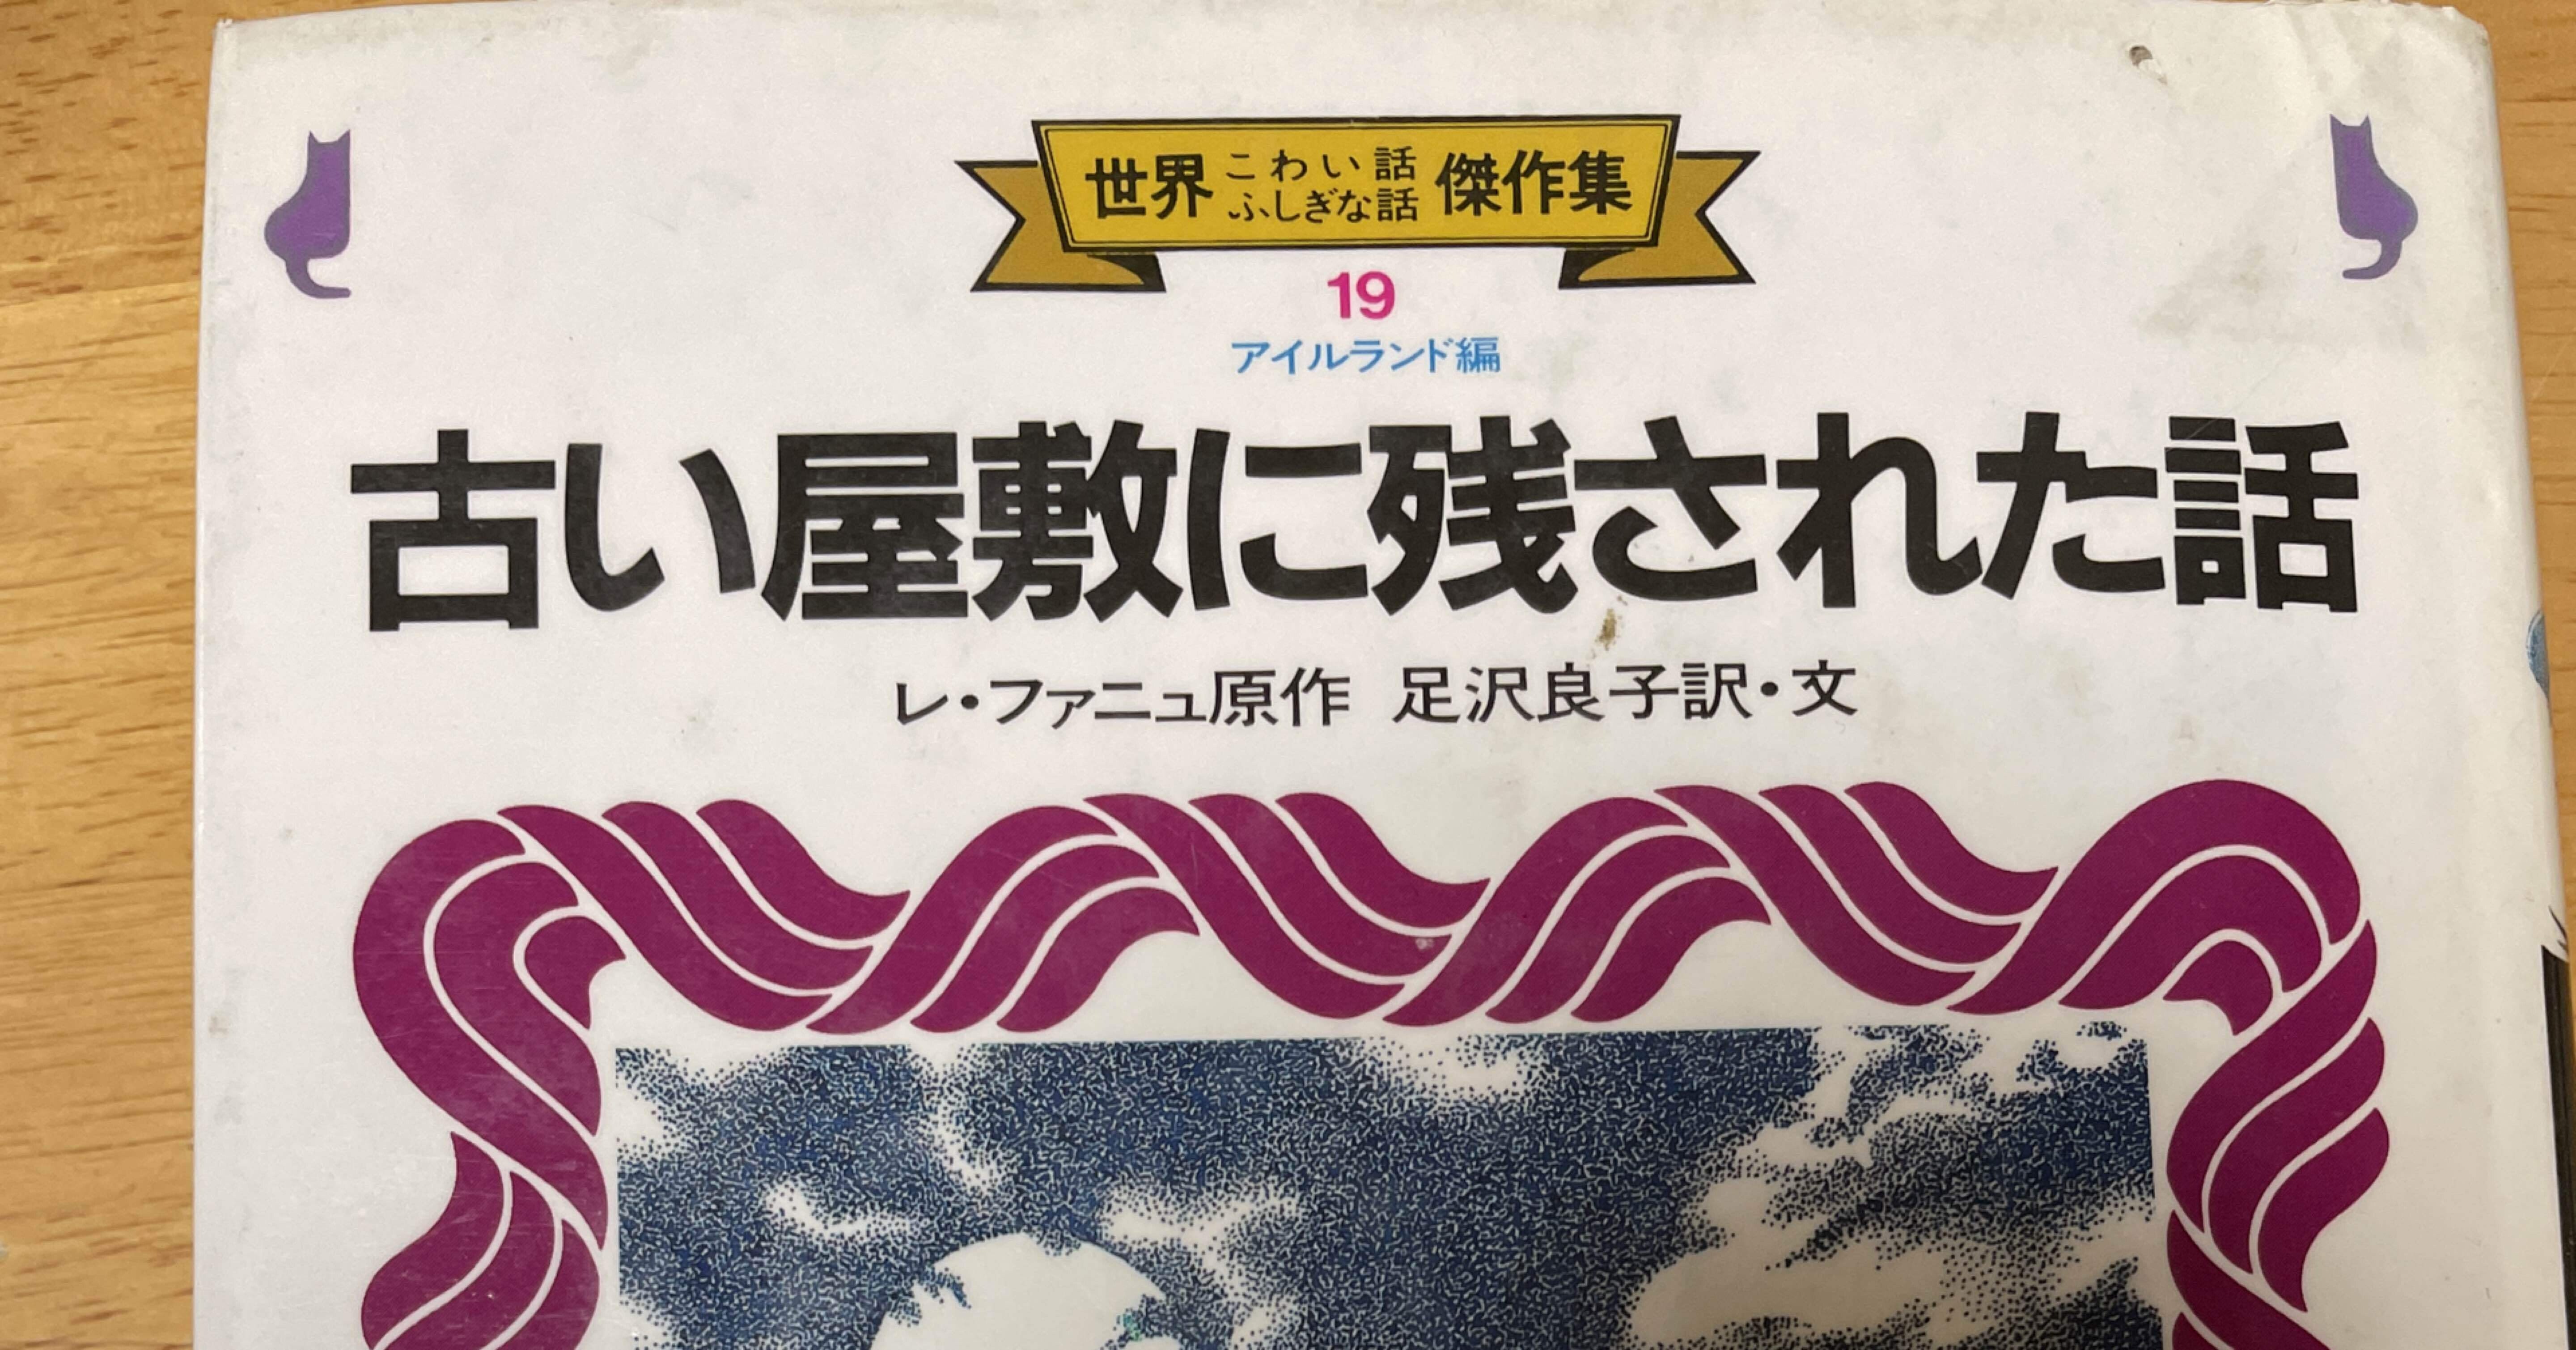 世界 こわい話 ふしぎな話 傑作集
19
アイルランド編
古い屋敷に残された話
レ・ファニュ原作 足沢良子訳・文